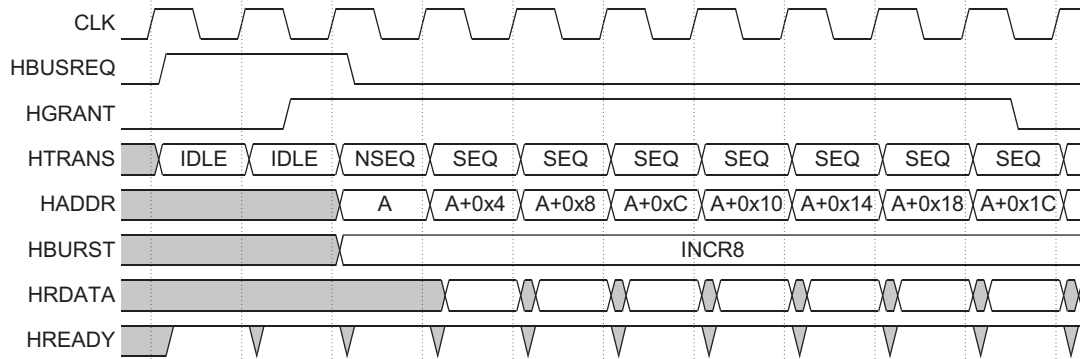 CLK
HBUSREQ
HGRANT
HTRANS IDLE IDLE NSEQ SEQ SEQ SEQ SEQ SEQ SEQ SEQ
HADDR A A+0x4 A+0x8 A+0xC A+0x10 A+0x14 A+0x18 A+0x1C
HBURST INCR8
HRDATA
HREADY